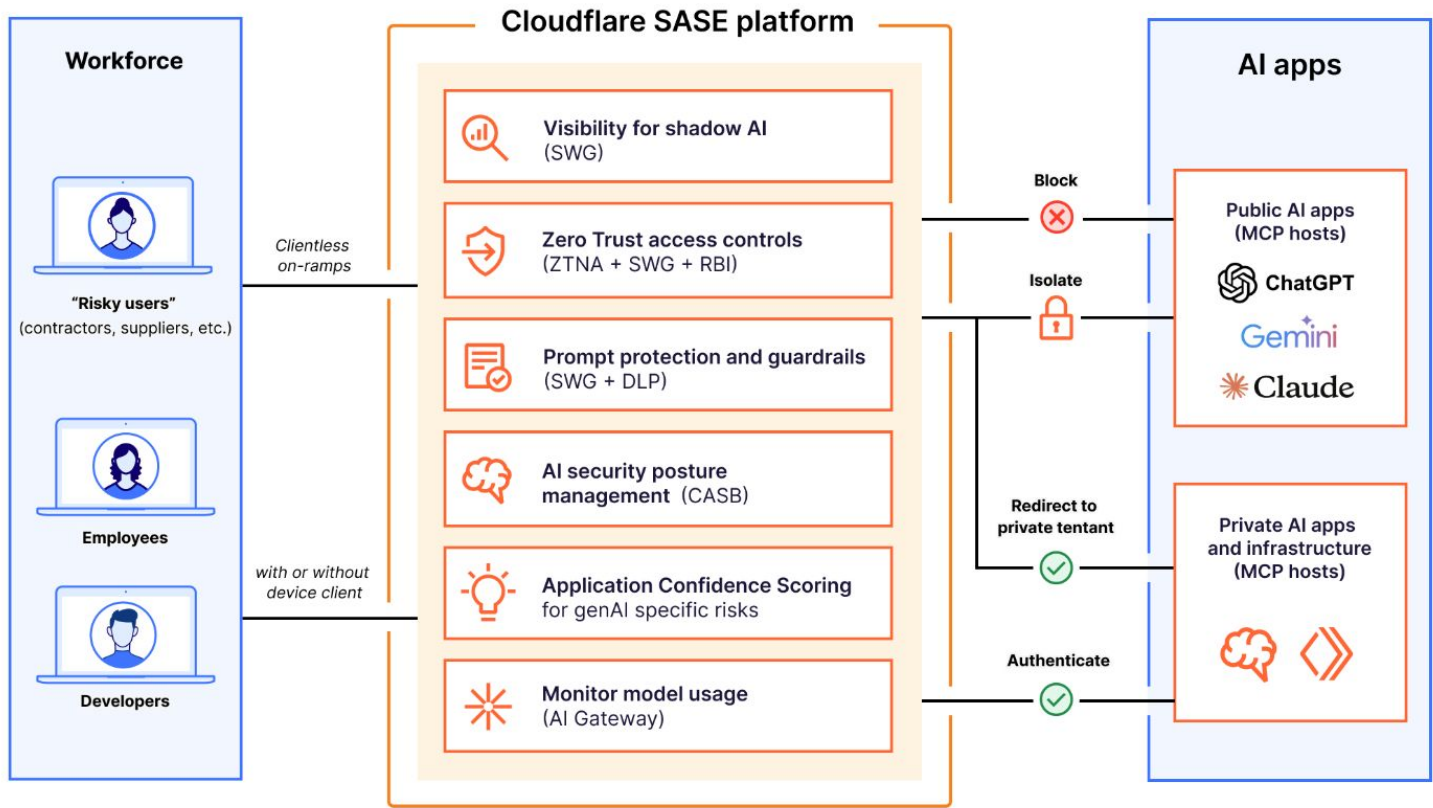 Cloudflare SASE platform
Workforce
"Risky users"
(contractors, suppliers, etc.)
Employees
Developers
Clientless
on-ramps
with or without
device client
Visibility for shadow AI
(SWG)
Zero Trust access controls
(ZTNA + SWG + RBI)
Prompt protection and guardrails
(SWG + DLP)
AI security posture
management (CASB)
Application Confidence Scoring
for genAI specific risks
Monitor model usage
(AI Gateway)
Block
Isolate
Redirect to
private tentant
Authenticate
AI apps
Public AI apps
(MCP hosts)
ChatGPT
Gemini
Claude
Private AI apps
and infrastructure
(MCP hosts)